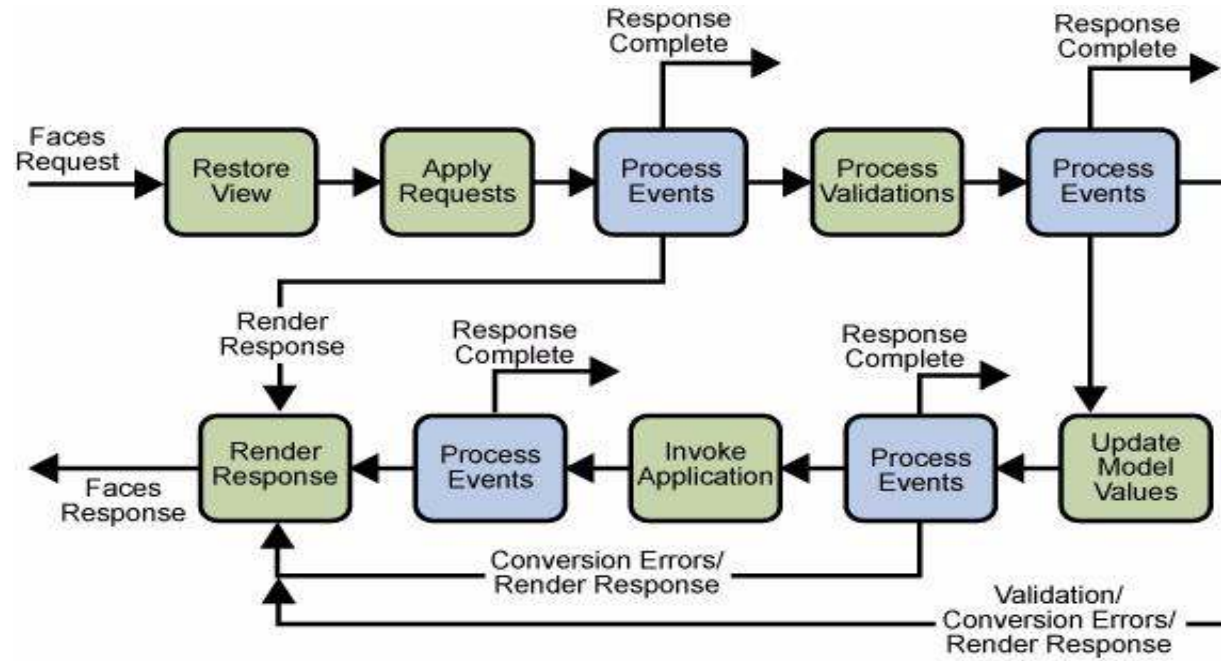 Response
Complete
Response
Complete
Faces
Request
Restore
View
Apply
Requests
Process
Events
Process
Validations
Process
Events
Render
Response
Response
Complete
Response
Complete
Render
Response
Process
Events
Invoke
Application
Process
Events
Update
Model
Values
Faces
Response
Conversion Errors/
Render Response
Validation/
Conversion Errors/
Render Response